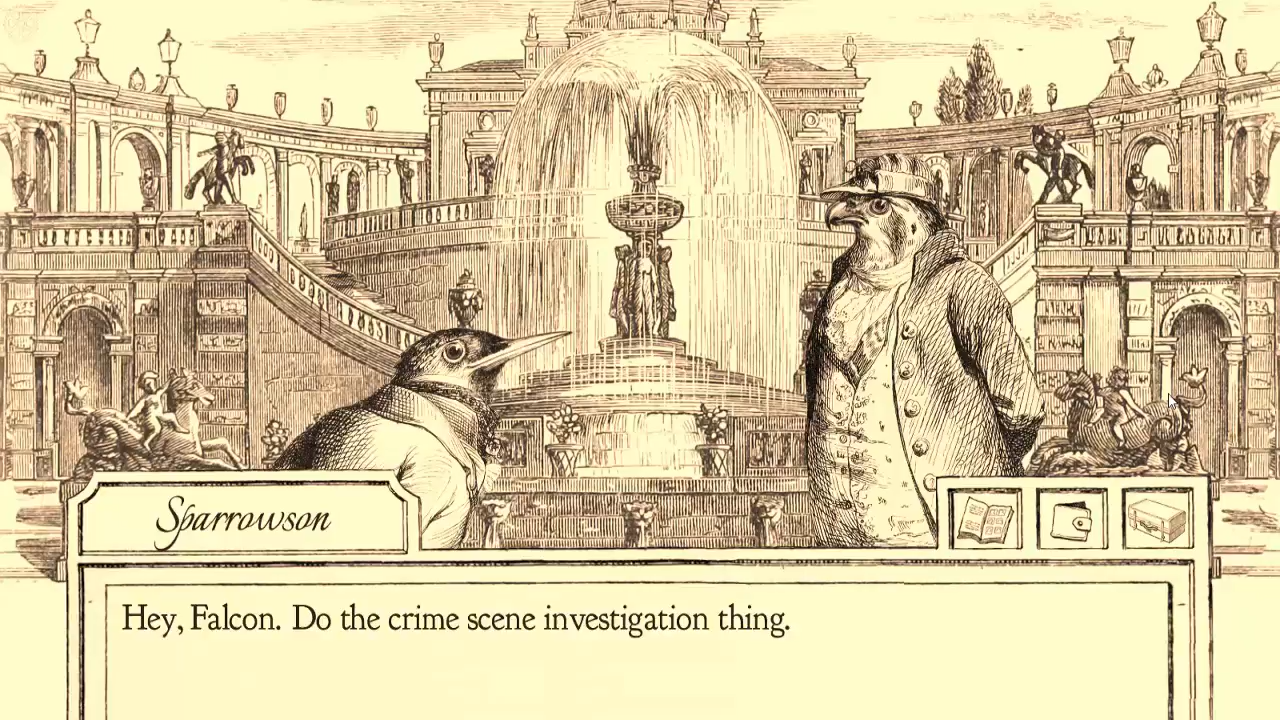 Sparrowson
Hey, Falcon. Do the crime scene investigation thing.